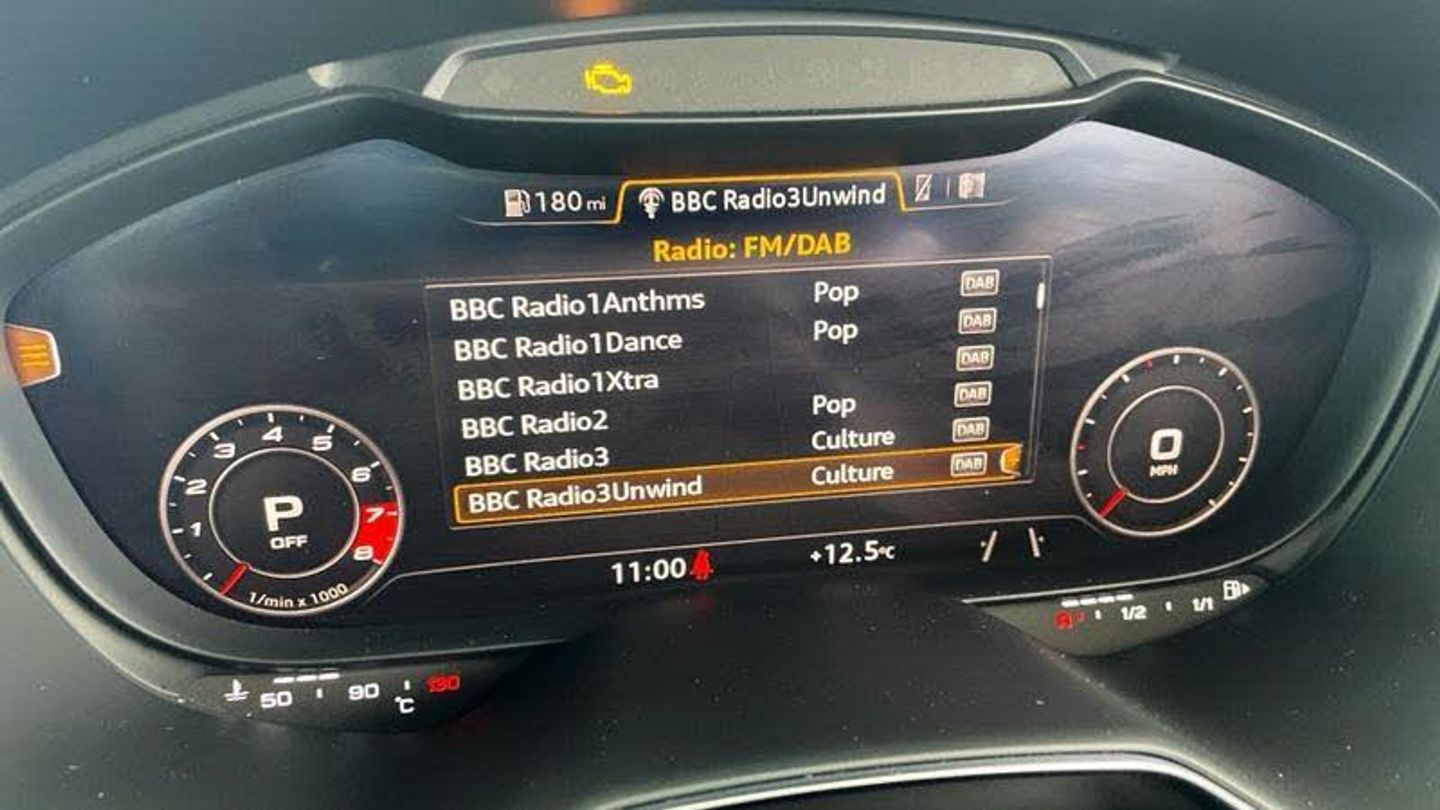 180 mi BBC Radio3Unwind
Radio: FM/DAB
BBC Radio1Anthms Pop DAB
BBC Radio1Dance Pop DAB
BBC Radio1Xtra DAB
BBC Radio2 Pop DAB
BBC Radio3 Culture DAB
BBC Radio3Unwind Culture DAB
1 2 3 4 5 6 7 8
P
OFF
1/min x 1000
0
MPH
11:00 +12.5°C
50 90 130
°C
1/2 1/1